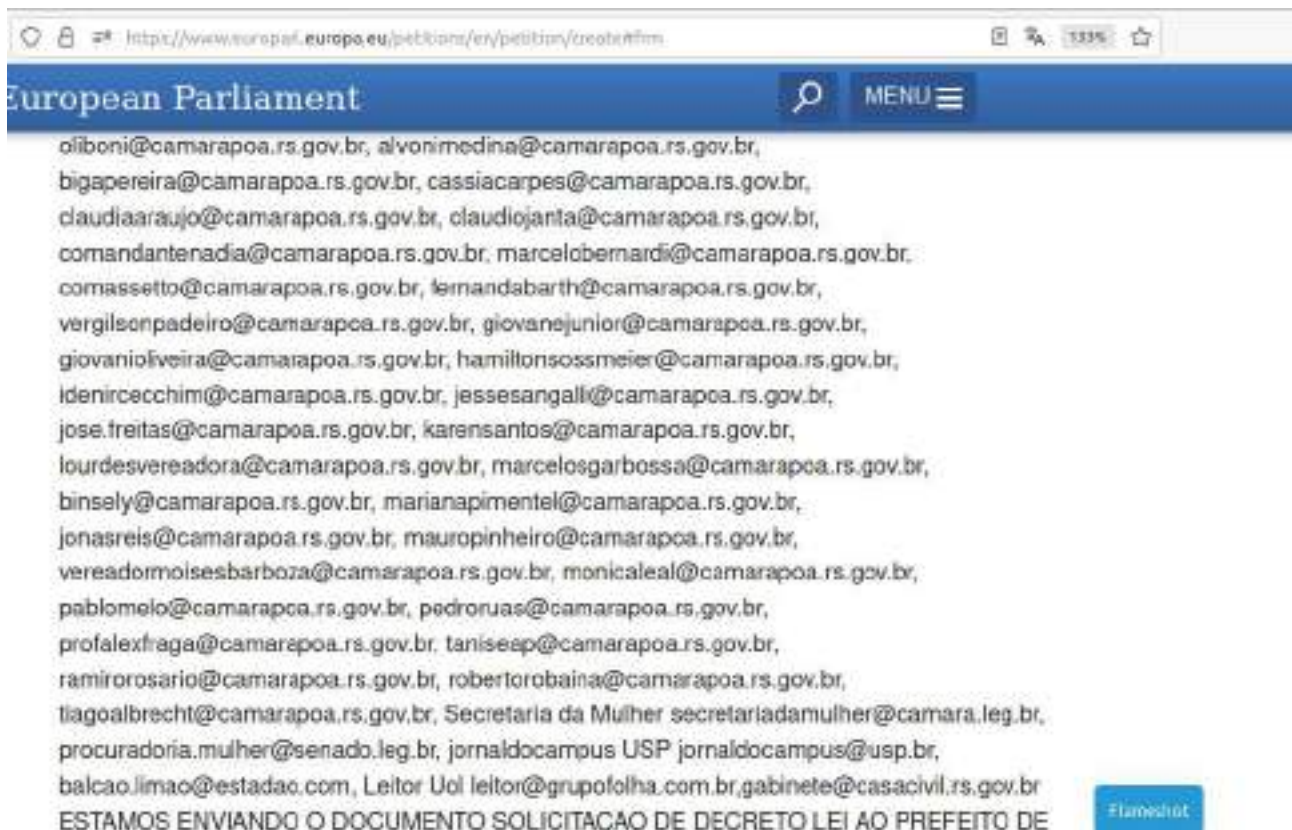 https://www.europarl.europa.eu/petitions/en/petition/create#frm
133%
European Parliament
MENU
oliboni@camarapoa.rs.gov.br, alvonimedina@camarapoa.rs.gov.br,
bigapereira@camarapoa.rs.gov.br, cassiacarpes@camarapoa.rs.gov.br,
claudiaaraujo@camarapoa.rs.gov.br, claudiojanta@camarapoa.rs.gov.br,
comandantenadia@camarapoa.rs.gov.br, marcelobernardi@camarapoa.rs.gov.br,
comassetto@camarapoa.rs.gov.br, fernandabarth@camarapoa.rs.gov.br,
vergilsonpadeiro@camarapoa.rs.gov.br, giovanejunior@camarapoa.rs.gov.br,
giovanioliveira@camarapoa.rs.gov.br, hamiltonsossmeier@camarapoa.rs.gov.br,
idenircecchim@camarapoa.rs.gov.br, jessesangalli@camarapoa.rs.gov.br,
jose.freitas@camarapoa.rs.gov.br, karensantos@camarapoa.rs.gov.br,
lourdesvereadora@camarapoa.rs.gov.br, marcelosgarbossa@camarapoa.rs.gov.br,
binsely@camarapoa.rs.gov.br, marianapimentel@camarapoa.rs.gov.br,
jonasreis@camarapoa.rs.gov.br, mauropinheiro@camarapoa.rs.gov.br,
vereadormoisesbarboza@camarapoa.rs.gov.br, monicaleal@camarapoa.rs.gov.br,
pablomelo@camarapoa.rs.gov.br, pedroruas@camarapoa.rs.gov.br,
profalexfraga@camarapoa.rs.gov.br, taniseap@camarapoa.rs.gov.br,
ramirorosario@camarapoa.rs.gov.br, robertorobaina@camarapoa.rs.gov.br,
tiagoalbrecht@camarapoa.rs.gov.br, Secretaria da Mulher secretariadamulher@camara.leg.br,
procuradoria.mulher@senado.leg.br, jornaldocampus USP jornaldocampus@usp.br,
balcao.limao@estadao.com, Leitor Uol leitor@grupofolha.com.br,gabinete@casacivil.rs.gov.br
ESTAMOS ENVIANDO O DOCUMENTO SOLICITACAO DE DECRETO LEI AO PREFEITO DE
Flameshot